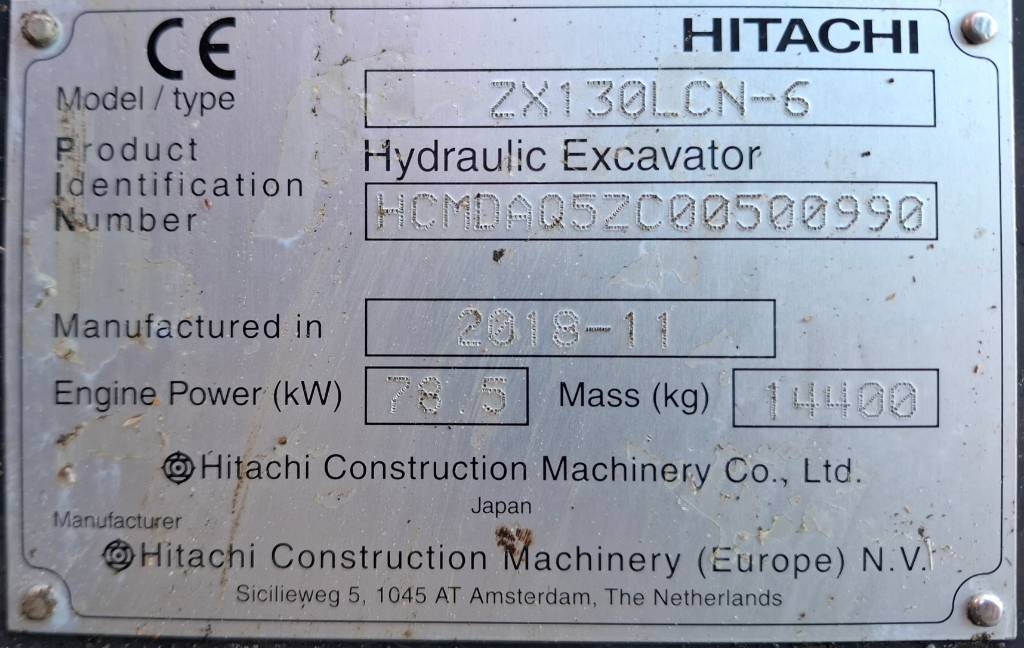 CE HITACHI
Model / type ZX130LCN-6
Product Hydraulic Excavator
Identification
Number HCMDAQ5ZC00500990
Manufactured in 2018-11
Engine Power (kW) 78.5 Mass (kg) 14400
Hitachi Construction Machinery Co., Ltd.
Japan
Manufacturer
Hitachi Construction Machinery (Europe) N.V.
Sicilieweg 5, 1045 AT Amsterdam, The Netherlands